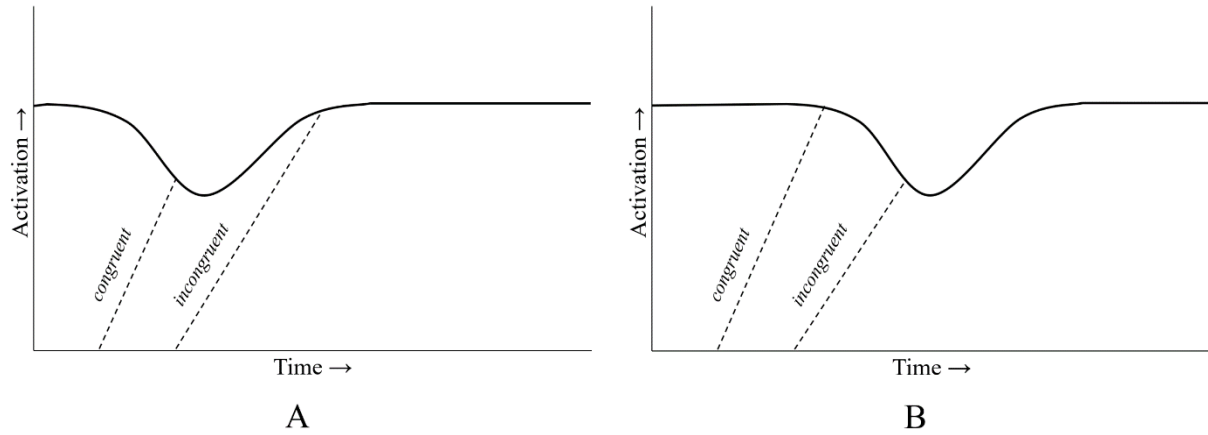 Activation →
congruent
incongruent
Time →
A
Activation →
congruent
incongruent
Time →
B